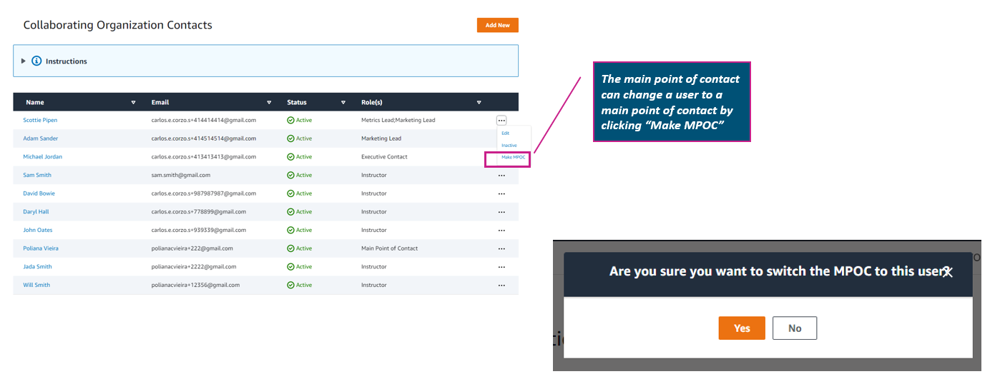 Collaborating Organization Contacts
Add New
Instructions
Name Email Status Role(s)
Scottie Pipen carlos.e.corzo.s+414414414@gmail.com Active Metrics Lead;Marketing Lead ...
Edit
Adam Sander carlos.e.corzo.s+414514514@gmail.com Active Marketing Lead
Inactive
Michael Jordan carlos.e.corzo.s+413413413@gmail.com Active Executive Contact
Make MPOC
Sam Smith sam.smith@gmail.com Active Instructor ...
David Bowie carlos.e.corzo.s+987987987@gmail.com Active Instructor ...
Daryl Hall carlos.e.corzo.s+778899@gmail.com Active Instructor ...
John Oates carlos.e.corzo.s+939339@gmail.com Active Instructor ...
Poliana Vieira polianacvieira+222@gmail.com Active Main Point of Contact ...
Jada Smith polianacvieira+2222@gmail.com Active Instructor ...
Will Smith polianacvieira+12356@gmail.com Active Instructor ...
The main point of contact
can change a user to a
main point of contact by
clicking “Make MPOC”
Are you sure you want to switch the MPOC to this user?
Yes No